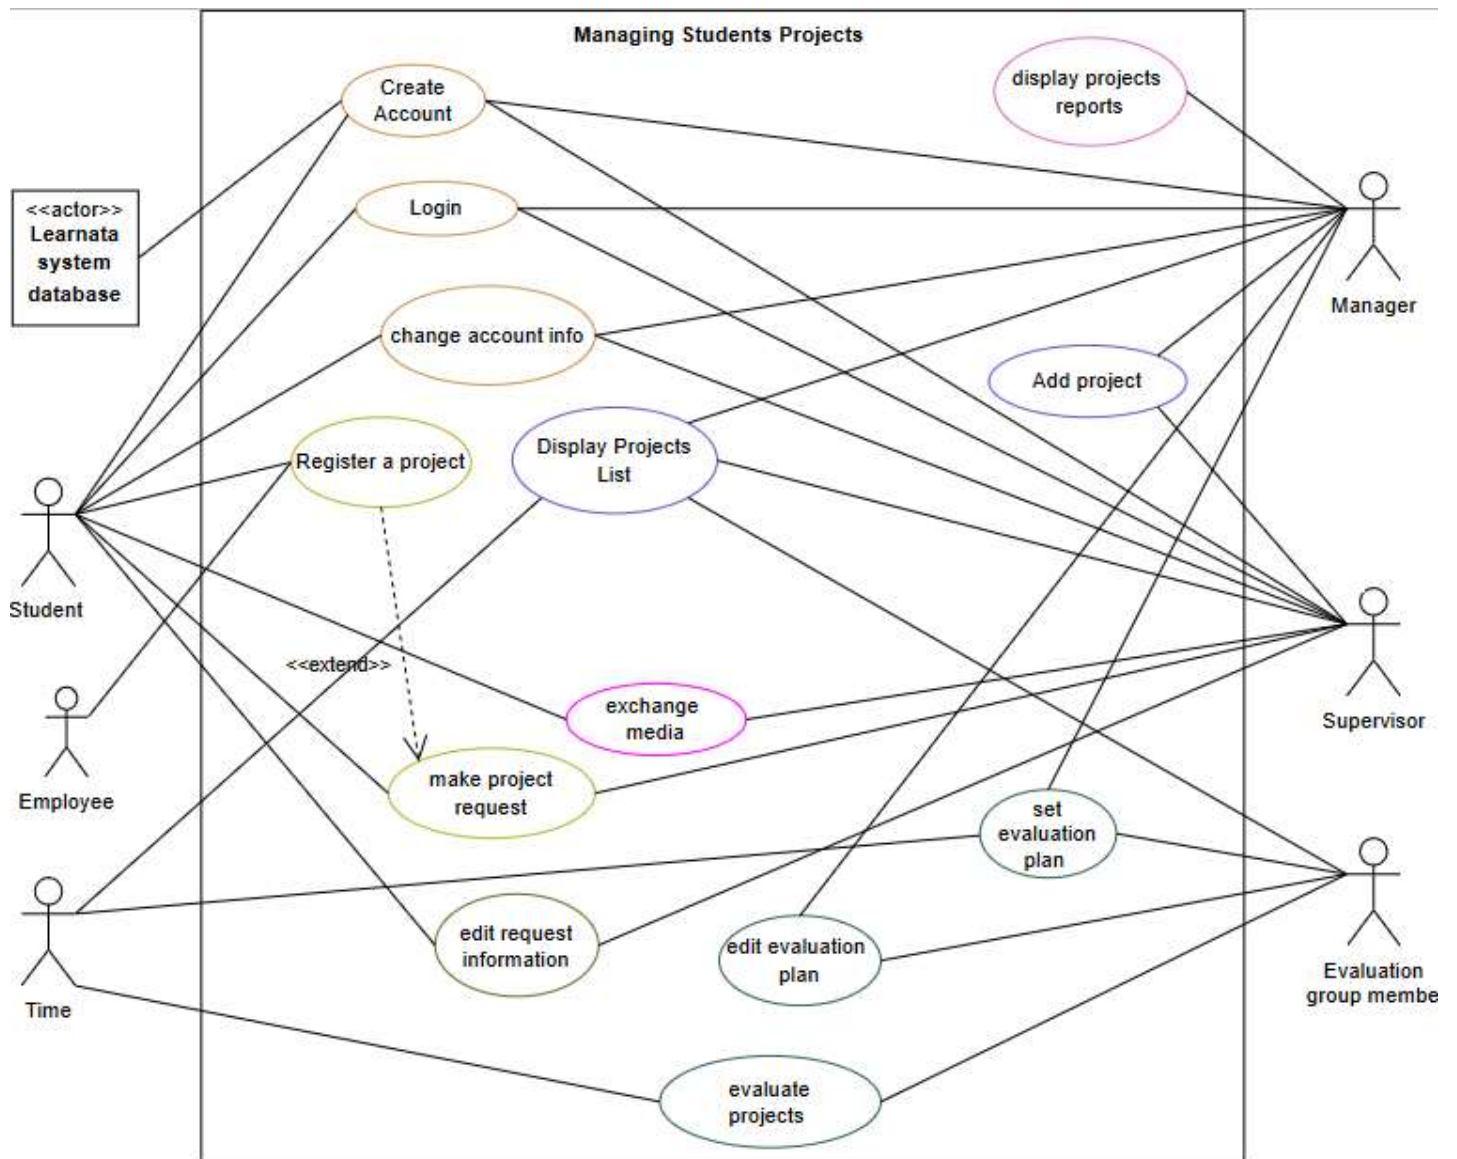 Managing Students Projects
Create
Account
display projects
reports
<<actor>>
Learnata
system
database
Login
Manager
change account info
Add project
Register a project
Display Projects
List
Student
<<extend>>
exchange
media
Supervisor
Employee
make project
request
set
evaluation
plan
edit request
information
edit evaluation
plan
Time
Evaluation
group membe
evaluate
projects